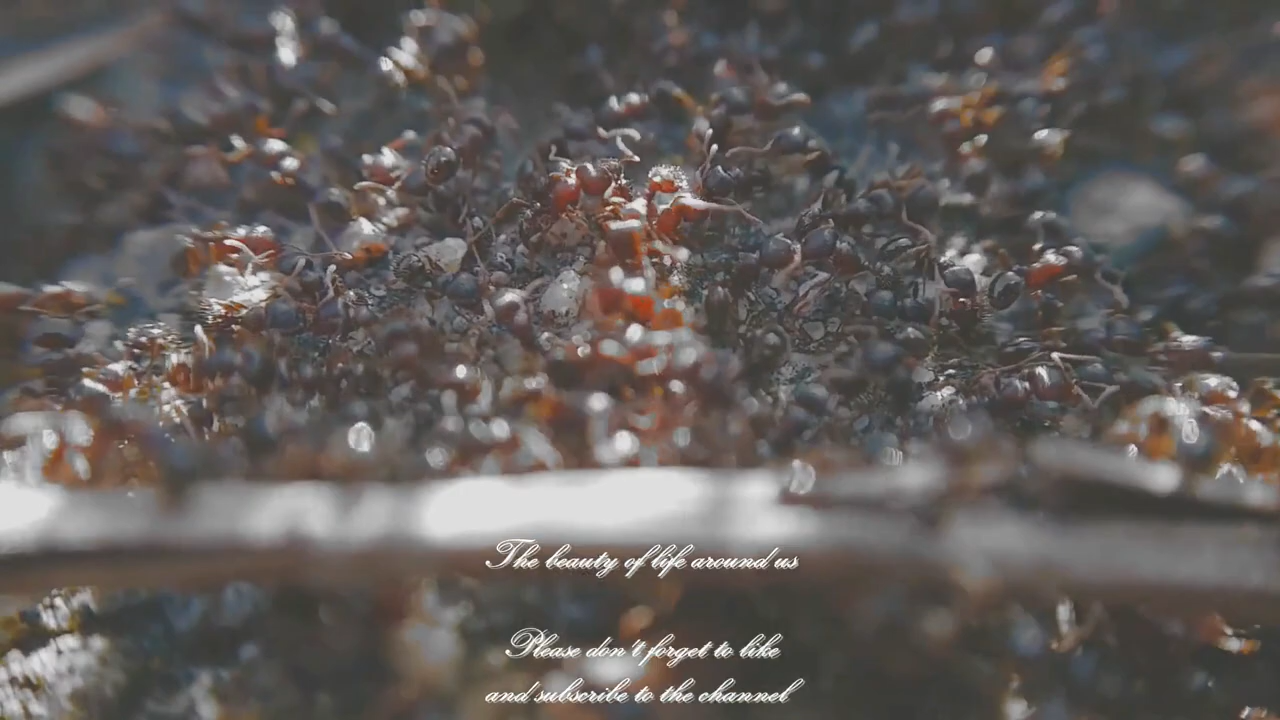 The beauty of life around us
Please don't forget to like
and subscribe to the channel